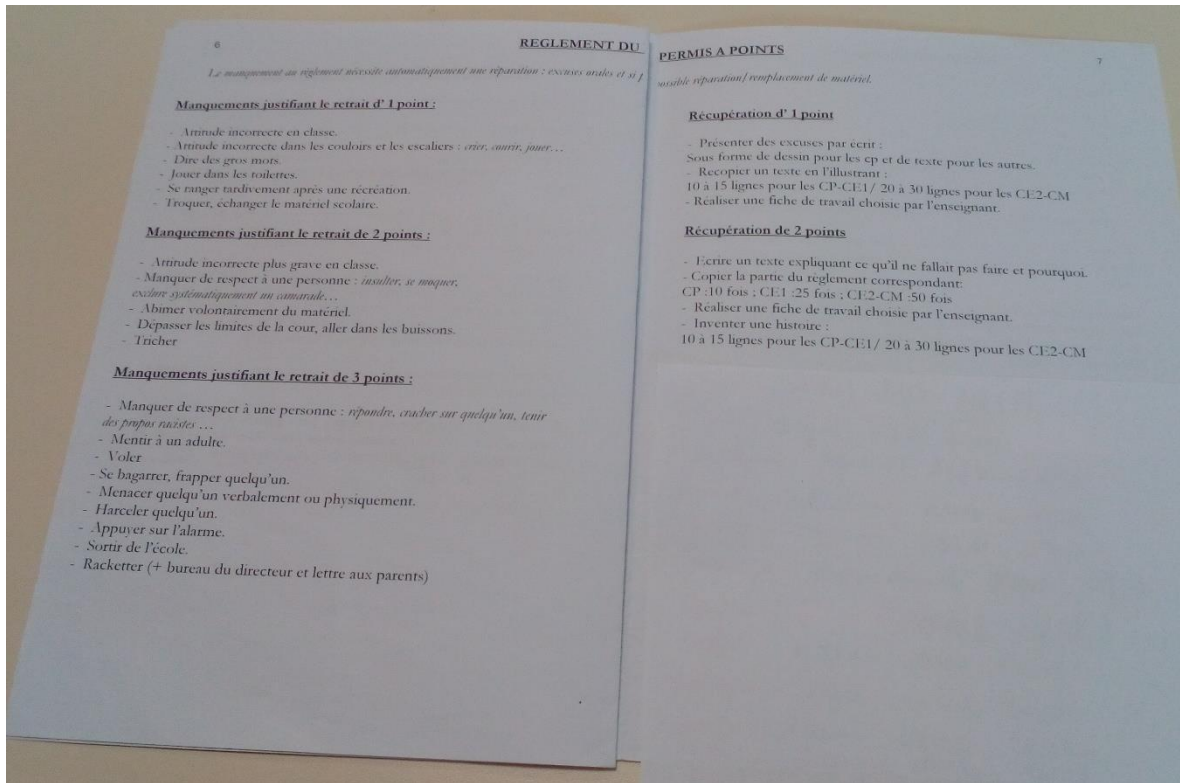 6
REGLEMENT DU
Le manquement au règlement nécessite automatiquement une réparation : excuses orales et si p
Manquements justifiant le retrait d' 1 point :
- Attitude incorrecte en classe.
- Attitude incorrecte dans les couloirs et les escaliers : crier, courir, jouer…
- Dire des gros mots.
- Jouer dans les toilettes.
- Se ranger tardivement après une récréation.
- Troquer, échanger le matériel scolaire.
Manquements justifiant le retrait de 2 points :
- Attitude incorrecte plus grave en classe.
- Manquer de respect à une personne : insulter, se moquer,
exclure systématiquement un camarade…
- Abimer volontairement du matériel.
- Dépasser les limites de la cour, aller dans les buissons.
- Tricher
Manquements justifiant le retrait de 3 points :
- Manquer de respect à une personne : répondre, cracher sur quelqu'un, tenir
des propos racistes …
- Mentir à un adulte.
- Voler
- Se bagarrer, frapper quelqu'un.
- Menacer quelqu'un verbalement ou physiquement.
- Harceler quelqu'un.
- Appuyer sur l'alarme.
- Sortir de l'école.
- Racketter (+ bureau du directeur et lettre aux parents)
PERMIS A POINTS
7
ossible réparation/remplacement de matériel.
Récupération d' 1 point
- Présenter des excuses par écrit :
Sous forme de dessin pour les cp et de texte pour les autres.
- Recopier un texte en l'illustrant :
10 à 15 lignes pour les CP-CE1/ 20 à 30 lignes pour les CE2-CM
- Réaliser une fiche de travail choisie par l'enseignant.
Récupération de 2 points
- Ecrire un texte expliquant ce qu'il ne fallait pas faire et pourquoi.
- Copier la partie du règlement correspondant:
CP :10 fois ; CE1 :25 fois ; CE2-CM :50 fois
- Réaliser une fiche de travail choisie par l'enseignant.
- Inventer une histoire :
10 à 15 lignes pour les CP-CE1/ 20 à 30 lignes pour les CE2-CM